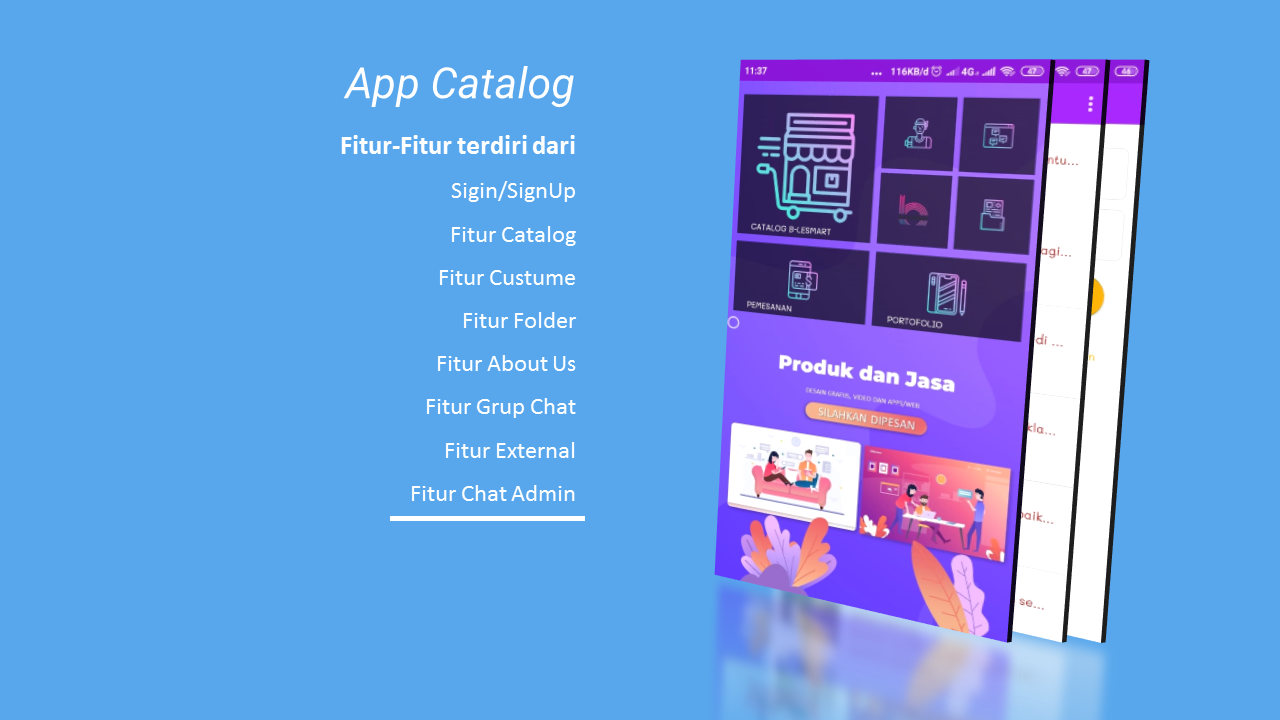 App Catalog
Fitur-Fitur terdiri dari
Sigin/SignUp
Fitur Catalog
Fitur Custume
Fitur Folder
Fitur About Us
Fitur Grup Chat
Fitur External
Fitur Chat Admin
11:37 ... 116KB/d 4G 47
47
46
CATALOG B-LESMART
PEMESANAN
PORTOFOLIO
Produk dan Jasa
DESAIN GRAFIS, VIDEO DAN APPS/WEB
SILAHKAN DIPESAN
ntu...
agi...
di ...
kla...
baik...
se...
n